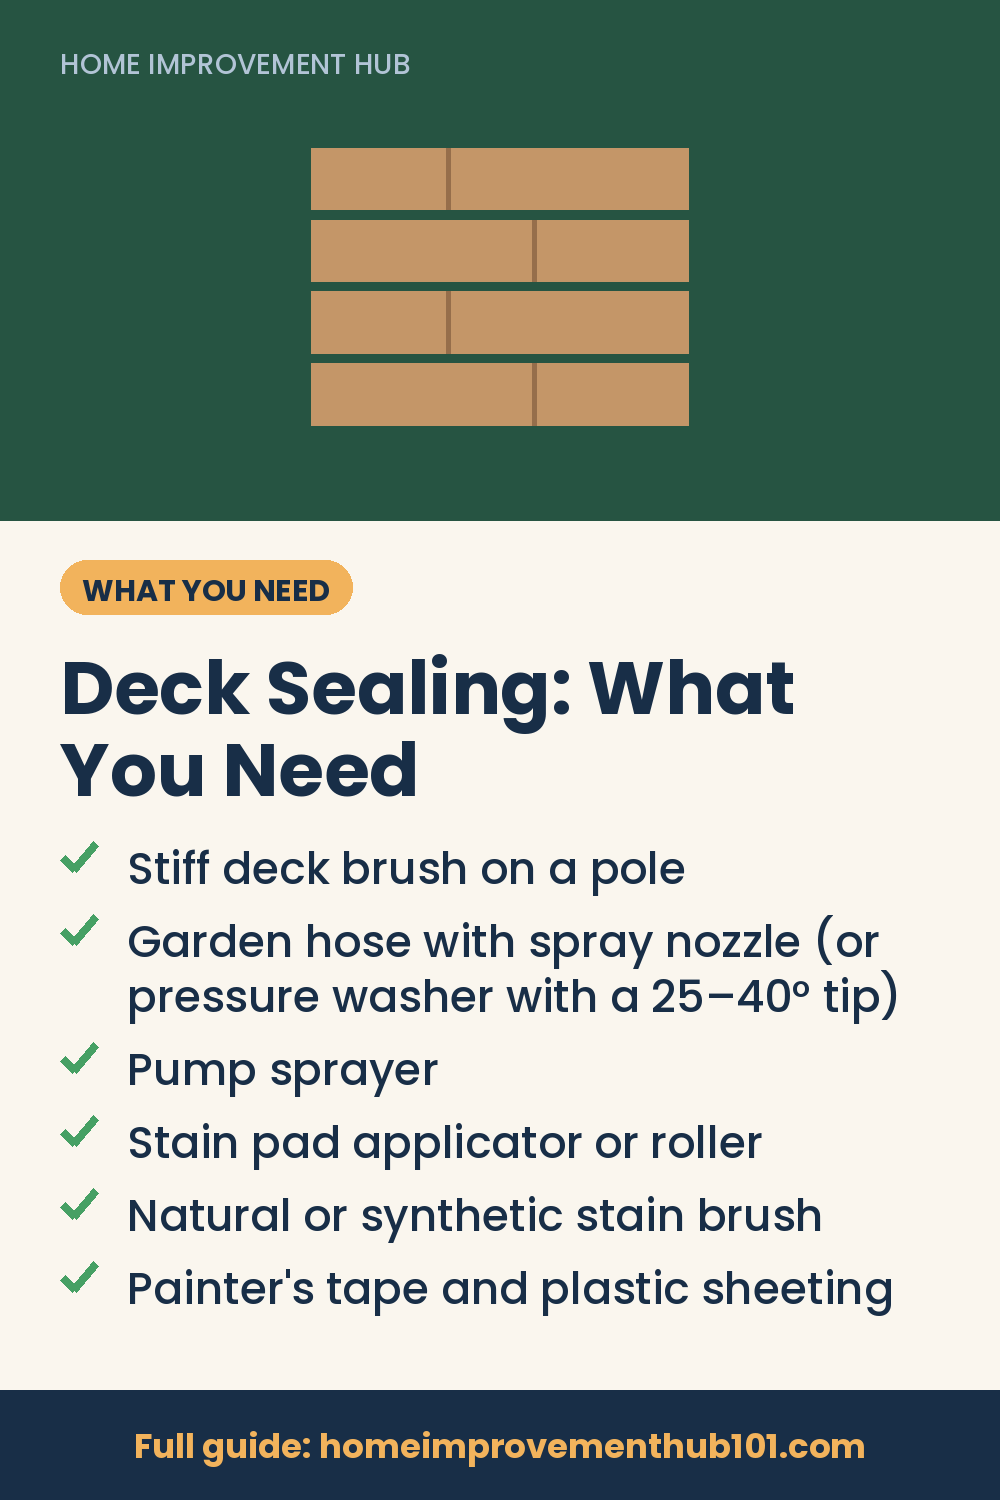 HOME IMPROVEMENT HUB
WHAT YOU NEED
Deck Sealing: What
You Need
Stiff deck brush on a pole
Garden hose with spray nozzle (or
pressure washer with a 25–40° tip)
Pump sprayer
Stain pad applicator or roller
Natural or synthetic stain brush
Painter's tape and plastic sheeting
Full guide: homeimprovementhub101.com